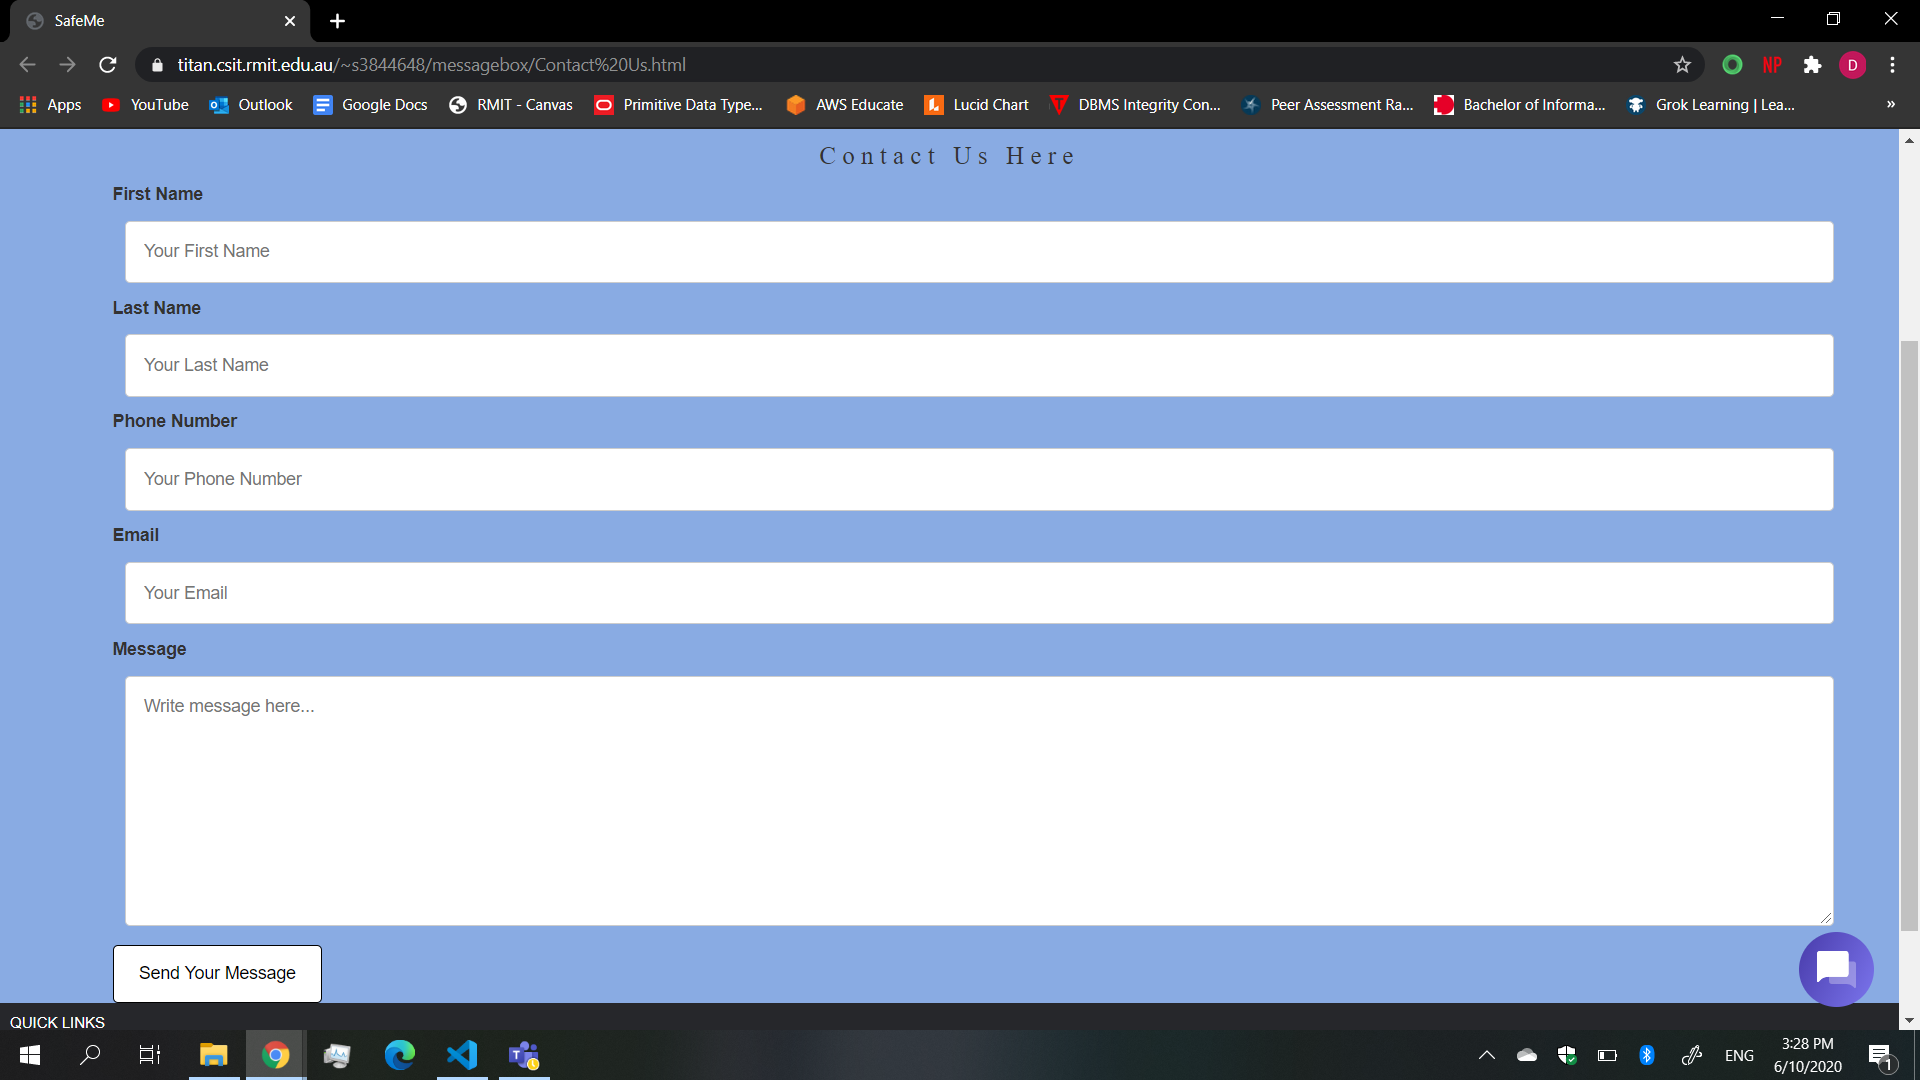 SafeMe
titan.csit.rmit.edu.au/~s3844648/messagebox/Contact%20Us.html
NP
D
Apps YouTube Outlook Google Docs RMIT - Canvas Primitive Data Type... AWS Educate Lucid Chart DBMS Integrity Con... Peer Assessment Ra... Bachelor of Informa... Grok Learning | Lea... »
Contact Us Here
First Name
Your First Name
Last Name
Your Last Name
Phone Number
Your Phone Number
Email
Your Email
Message
Write message here...
Send Your Message
QUICK LINKS
ENG
3:28 PM
6/10/2020
1